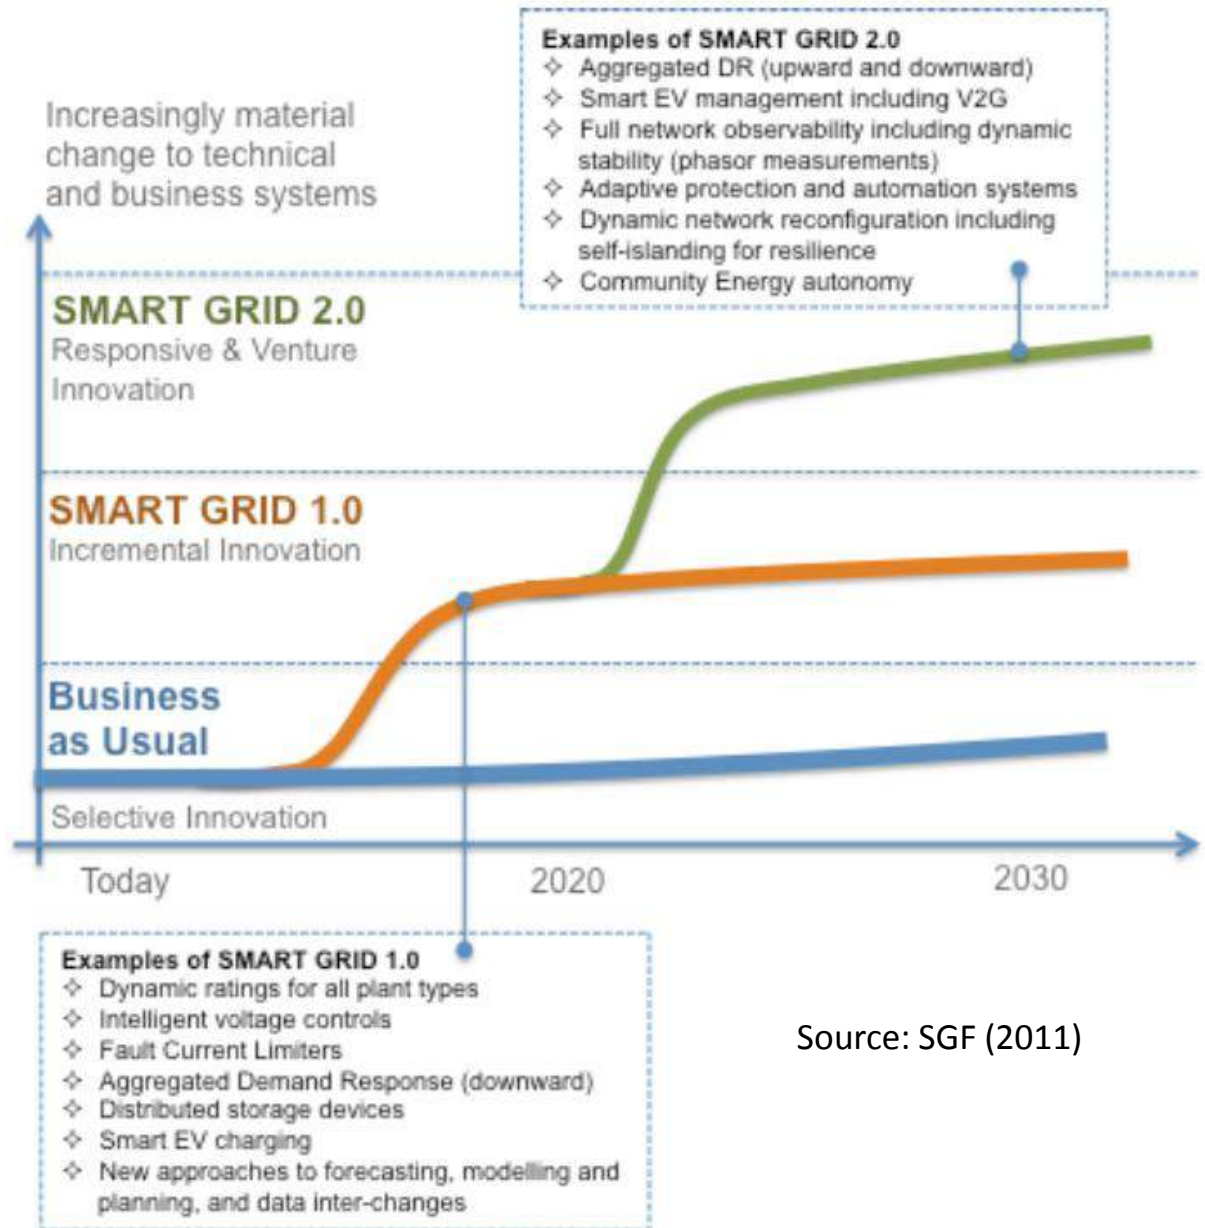 Examples of SMART GRID 2.0
✧ Aggregated DR (upward and downward)
✧ Smart EV management including V2G
✧ Full network observability including dynamic
stability (phasor measurements)
✧ Adaptive protection and automation systems
✧ Dynamic network reconfiguration including
self-islanding for resilience
✧ Community Energy autonomy
Increasingly material
change to technical
and business systems
SMART GRID 2.0
Responsive & Venture
Innovation
SMART GRID 1.0
Incremental Innovation
Business
as Usual
Selective Innovation
Today
2020
2030
Examples of SMART GRID 1.0
✧ Dynamic ratings for all plant types
✧ Intelligent voltage controls
✧ Fault Current Limiters
✧ Aggregated Demand Response (downward)
✧ Distributed storage devices
✧ Smart EV charging
✧ New approaches to forecasting, modelling and
planning, and data inter-changes
Source: SGF (2011)